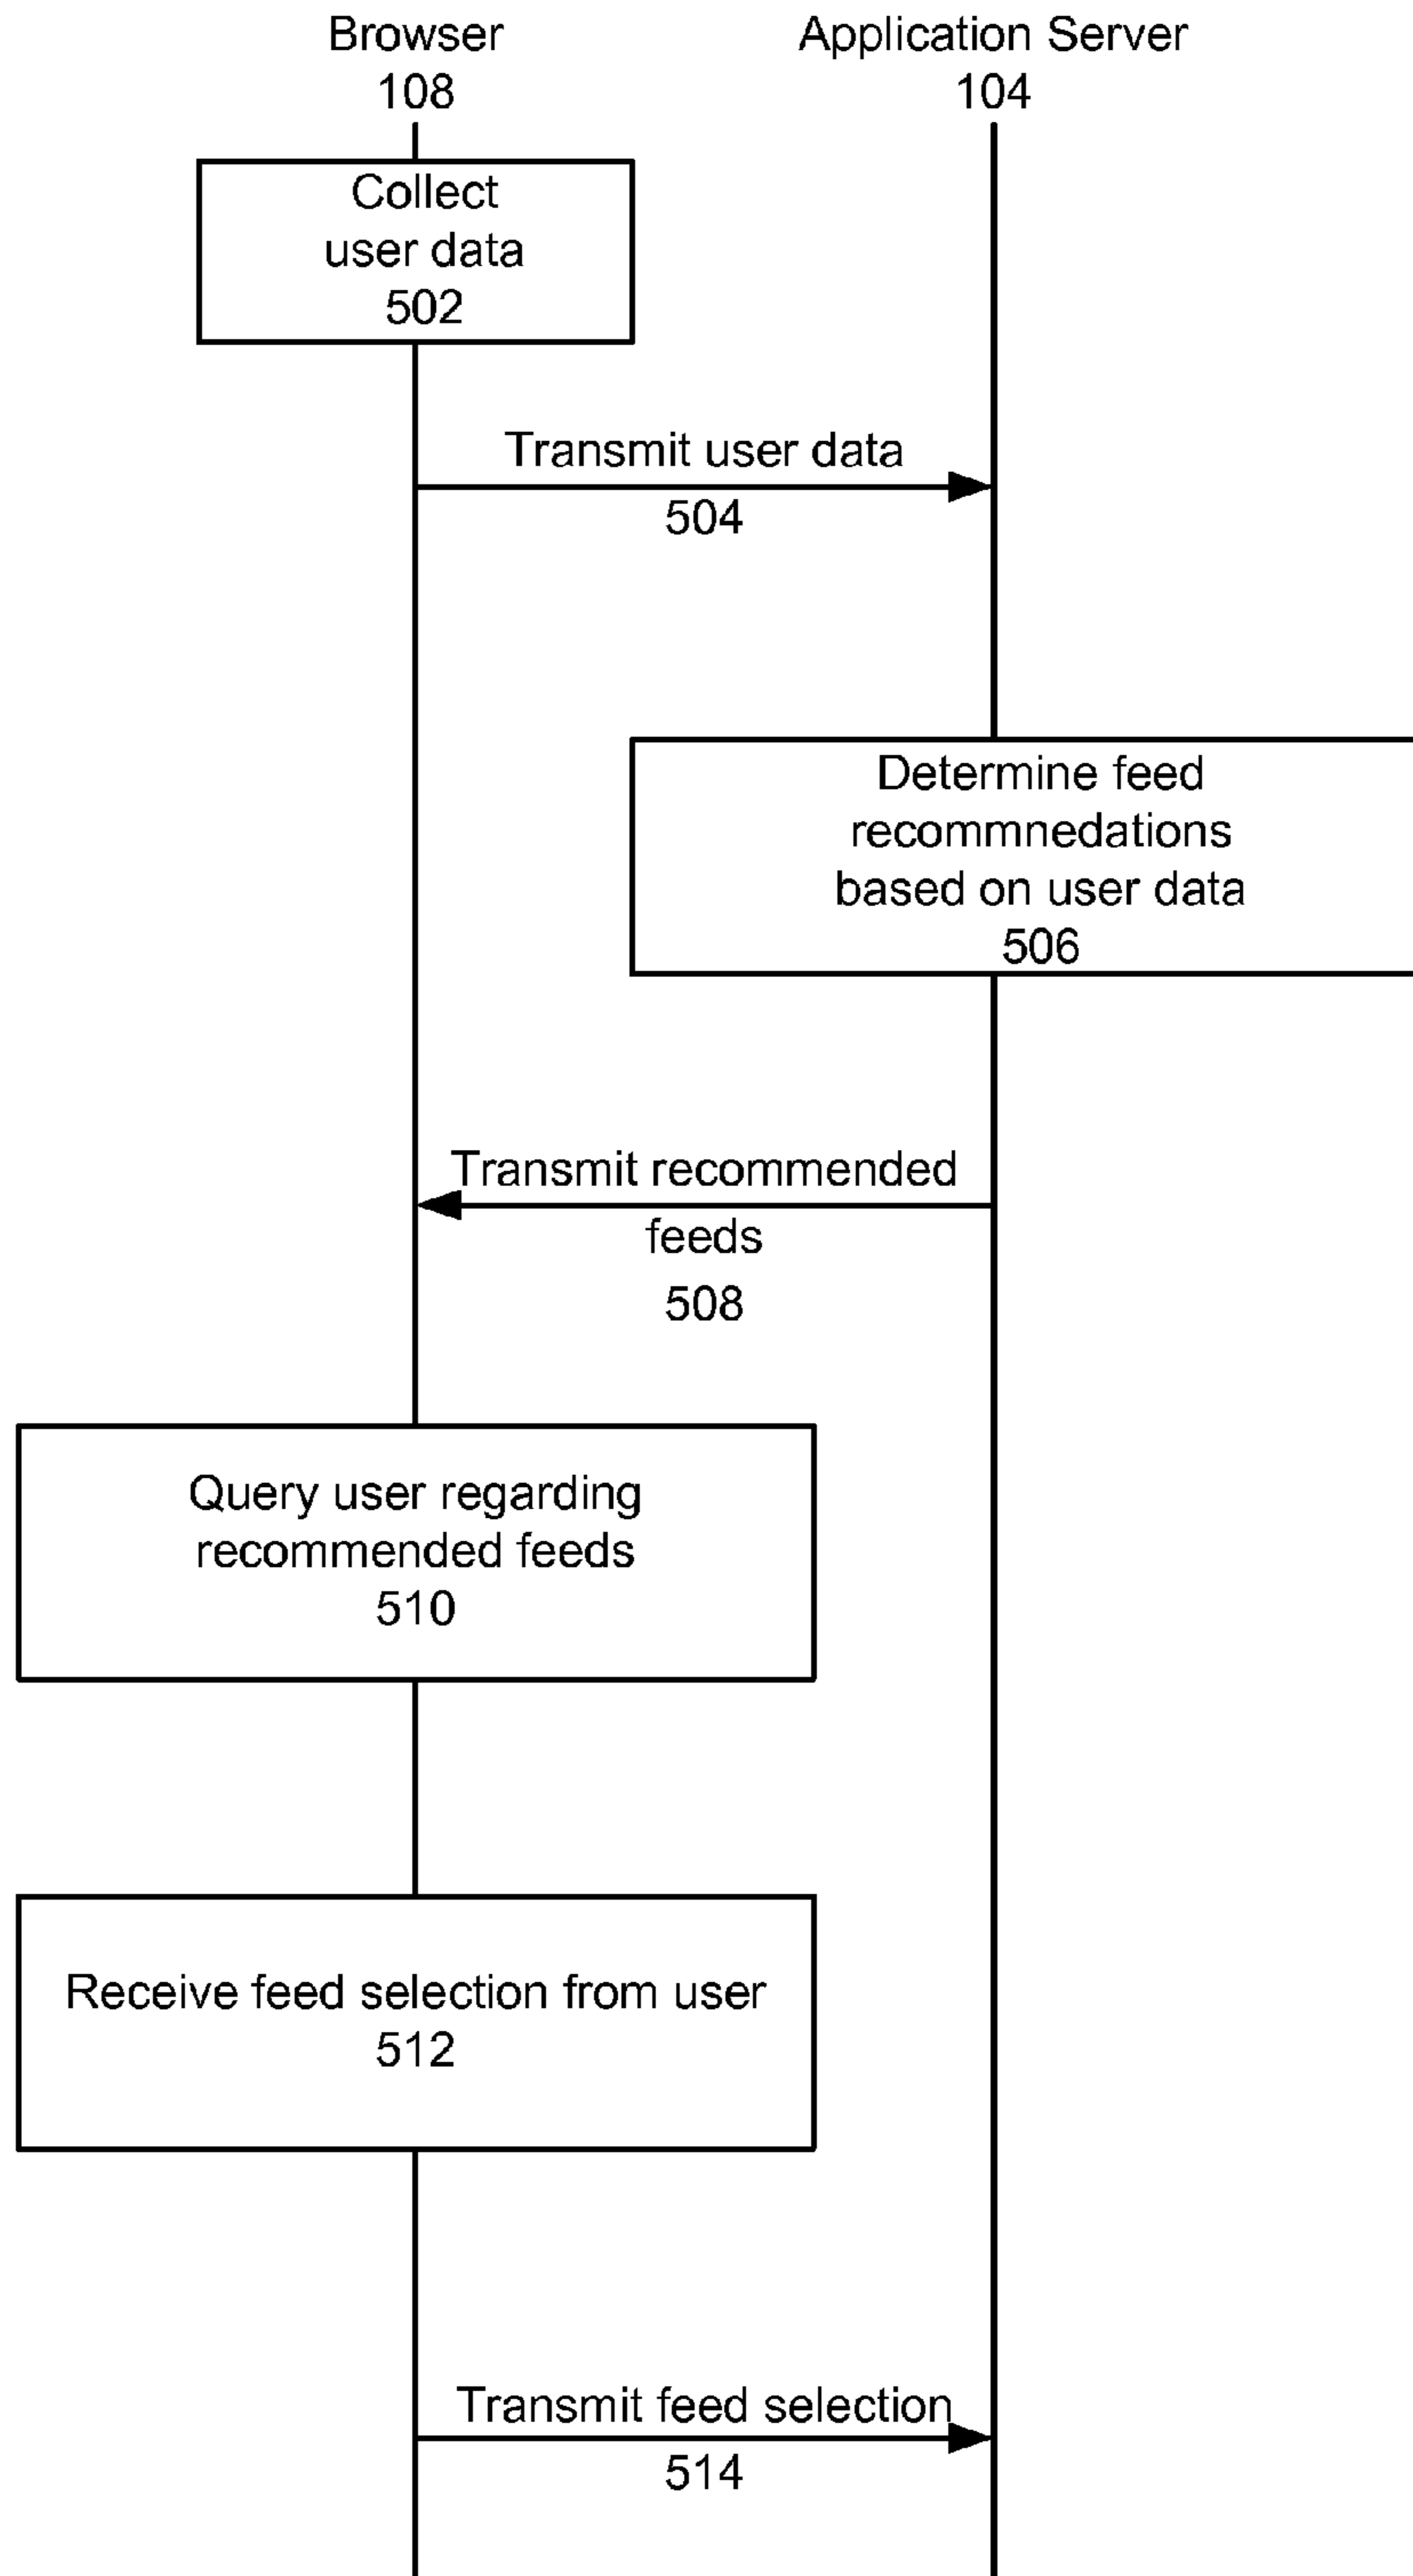 Browser
108
Application Server
104
Collect
user data
502
Transmit user data
504
Determine feed
recommnedations
based on user data
506
Transmit recommended
feeds
508
Query user regarding
recommended feeds
510
Receive feed selection from user
512
Transmit feed selection
514